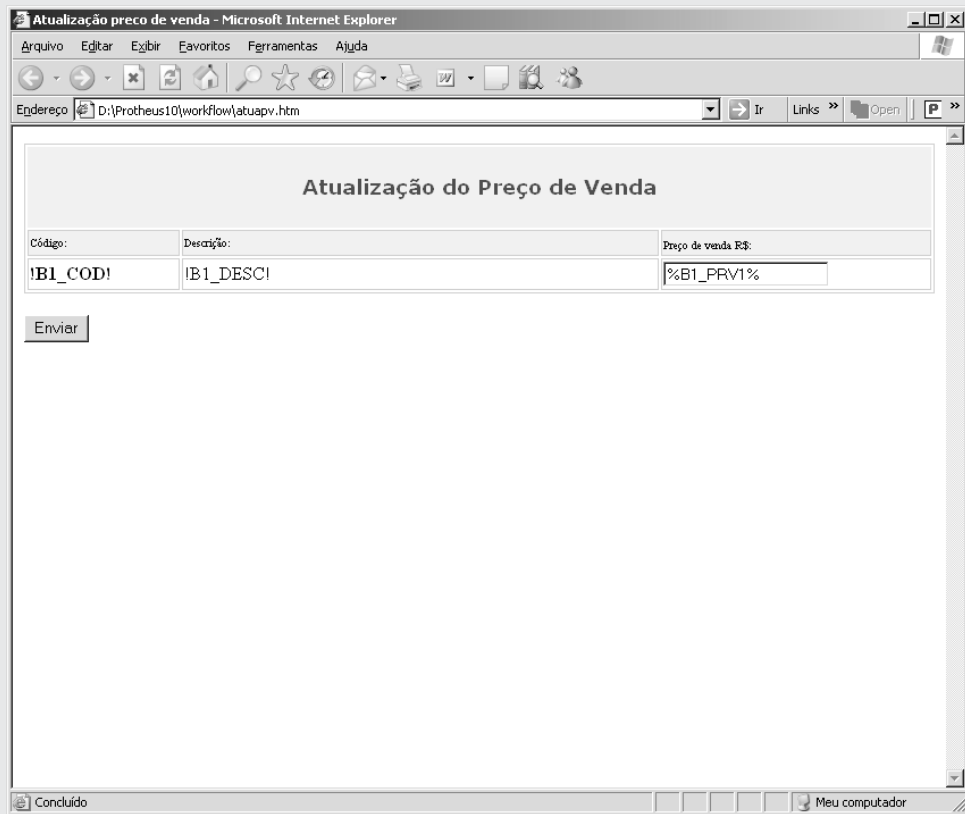 Atualização preco de venda - Microsoft Internet Explorer
Arquivo Editar Exibir Favoritos Ferramentas Ajuda
Endereço D:\Protheus10\workflow\atuapv.htm Ir Links » Open P »
Atualização do Preço de Venda
Código: Descrição: Preço de venda R$:
!B1_COD! !B1_DESC! %B1_PRV1%
Enviar
Concluído Meu computador